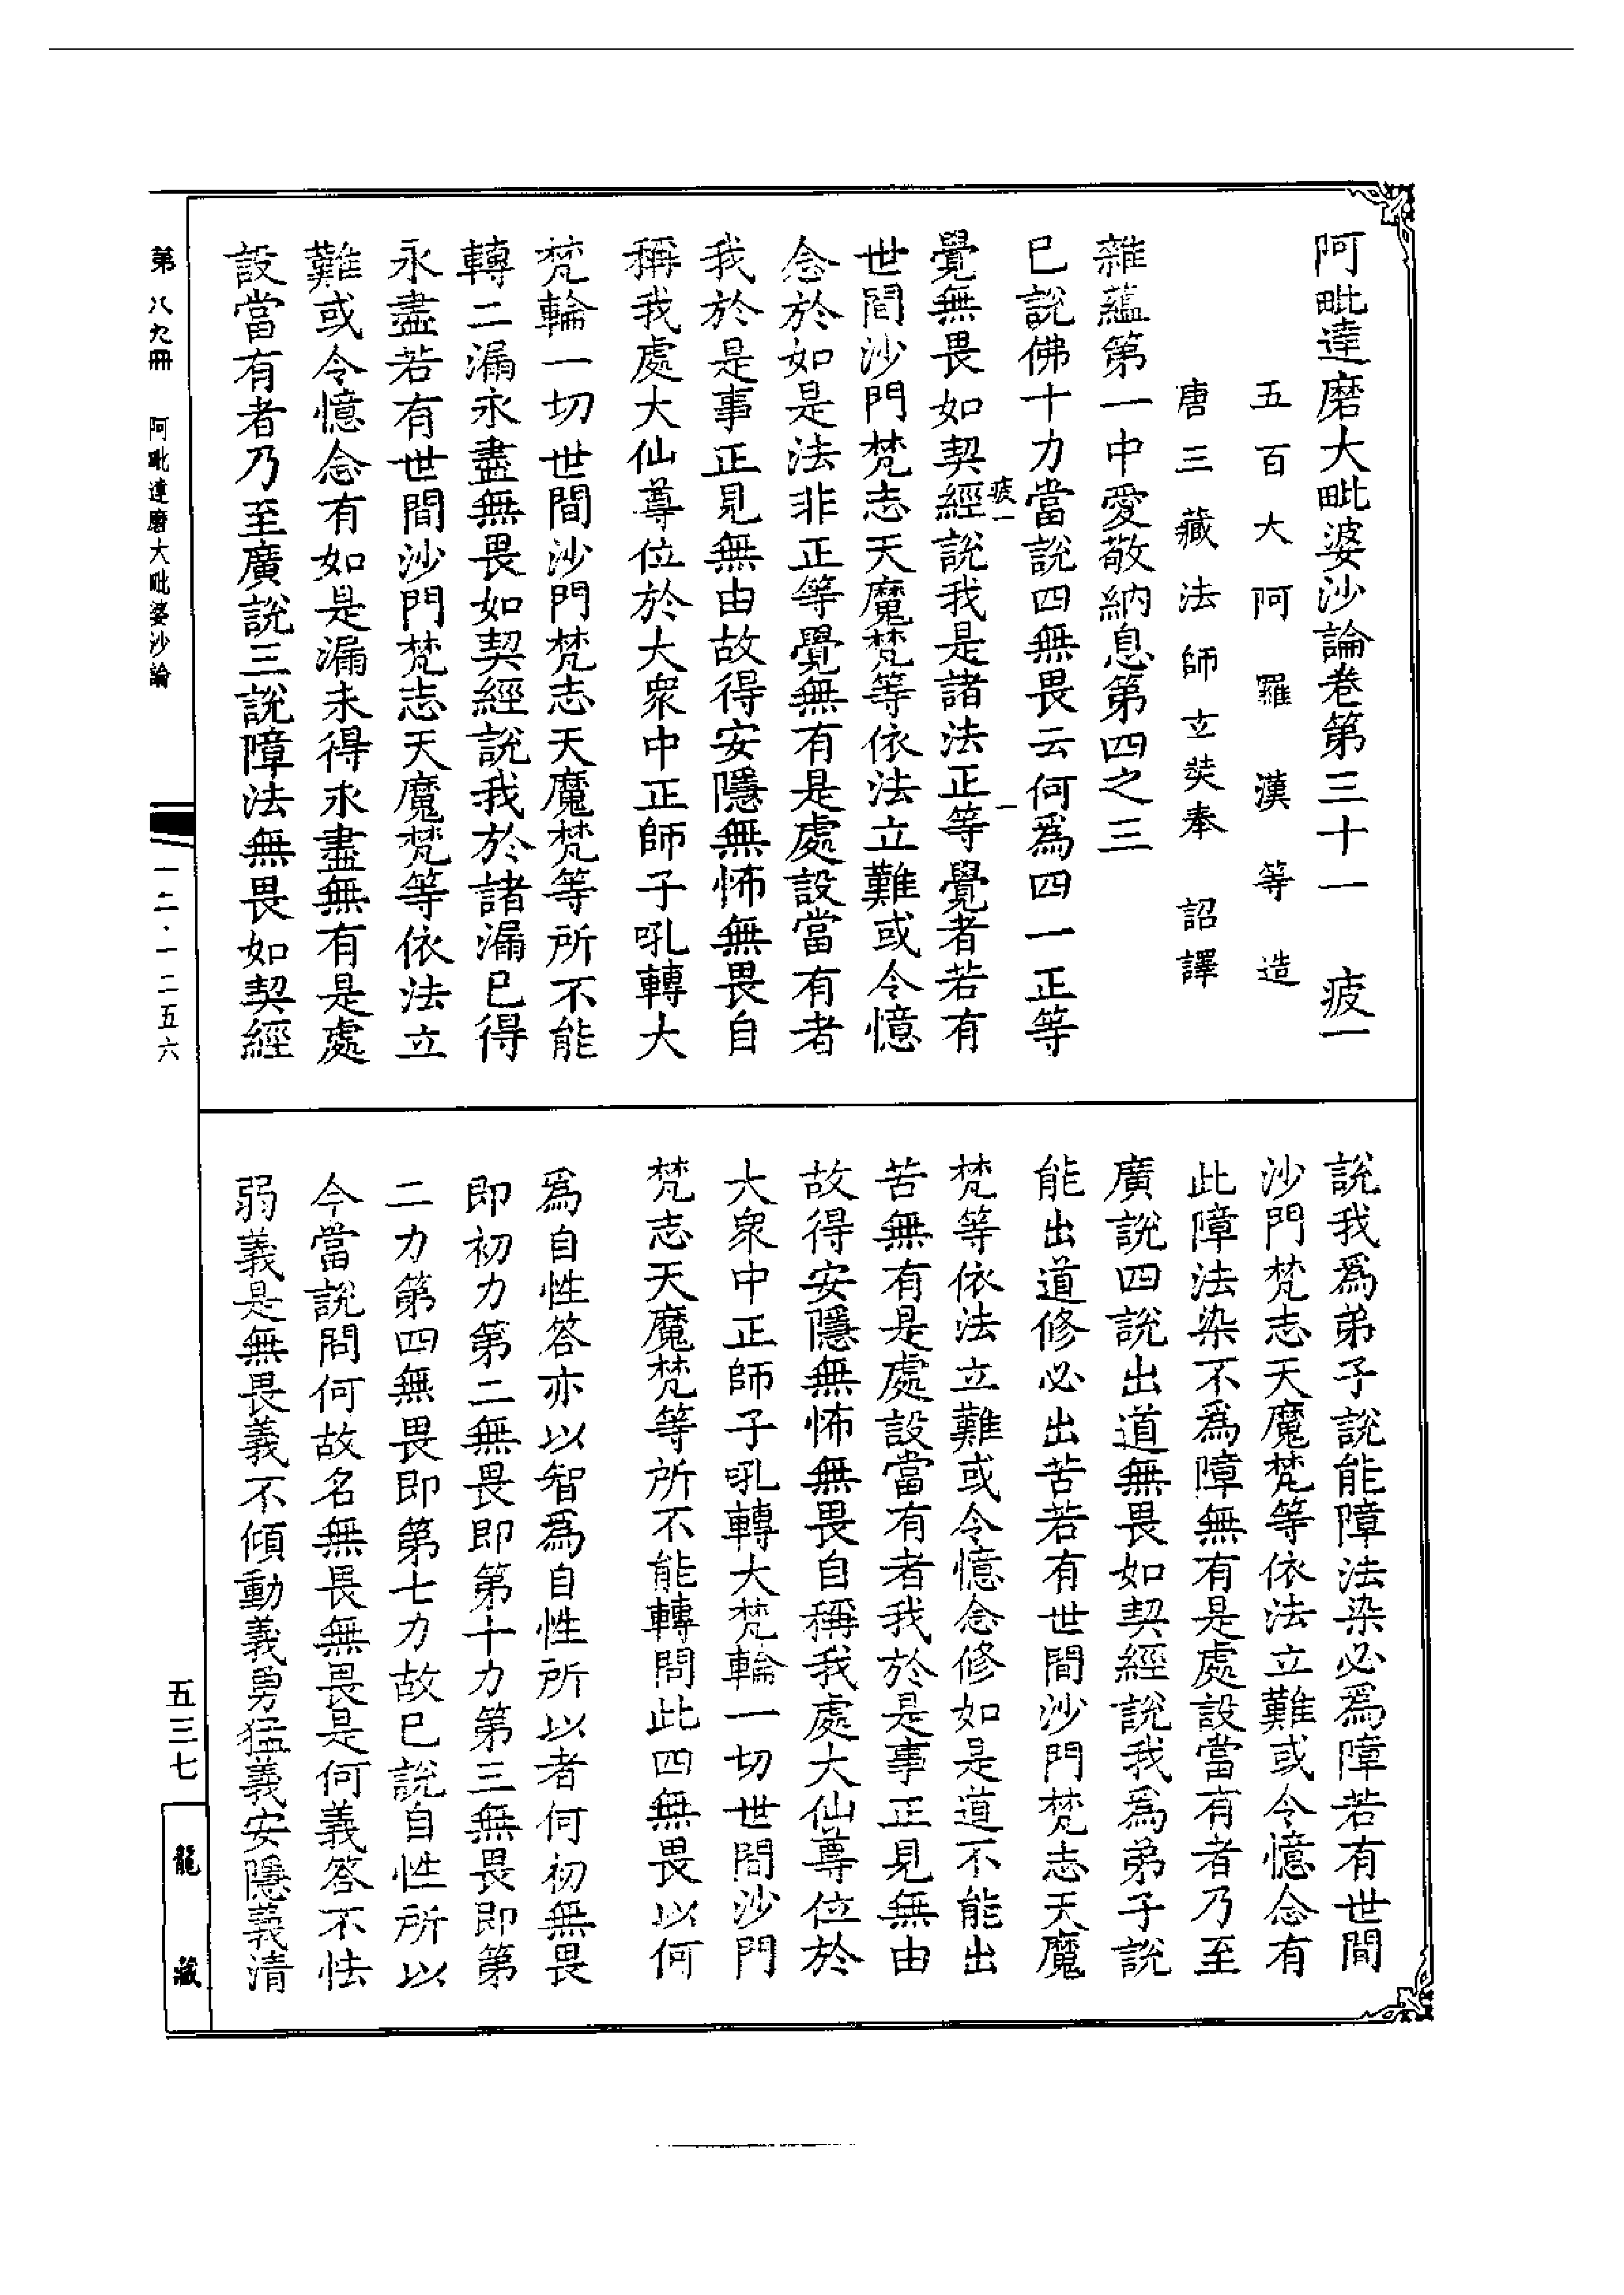 阿毗達磨大毗婆沙論卷第三十一　疲一
五百大阿羅漢等造
唐三藏法師玄奘奉　詔譯
雜蘊第一中愛敬納息第四之三
已說佛十力當說四無畏云何爲四一正等
疲一
一
覺無畏如契經說我是諸法正等覺者若有
世間沙門梵志天魔梵等依法立難或令憶
念於如是法非正等覺無有是處設當有者
我於是事正見無由故得安隱無怖無畏自
稱我處大仙尊位於大衆中正師子吼轉大
梵輪一切世間沙門梵志天魔梵等所不能
轉二漏永盡無畏如契經說我於諸漏已得
永盡若有世間沙門梵志天魔梵等依法立
難或令憶念有如是漏未得永盡無有是處
設當有者乃至廣說三說障法無畏如契經
說我爲弟子說能障法染必爲障若有世間
沙門梵志天魔梵等依法立難或令憶念有
此障法染不爲障無有是處設當有者乃至
廣說四說出道無畏如契經說我爲弟子說
能出道修必出苦若有世間沙門梵志天魔
梵等依法立難或令憶念修如是道不能出
苦無有是處設當有者我於是事正見無由
故得安隱無怖無畏自稱我處大仙尊位於
大衆中正師子吼轉大梵輪一切世間沙門
梵志天魔梵等所不能轉問此四無畏以何
爲自性答亦以智爲自性所以者何初無畏
即初力第二無畏即第十力第三無畏即第
二力第四無畏即第七力故已說自性所以
今當說問何故名無畏無畏是何義答不怯
弱義是無畏義不傾動義勇猛義安隱義清
第八九冊　阿毗達磨大毗婆沙論
一二·一二五六
五三七
龍藏